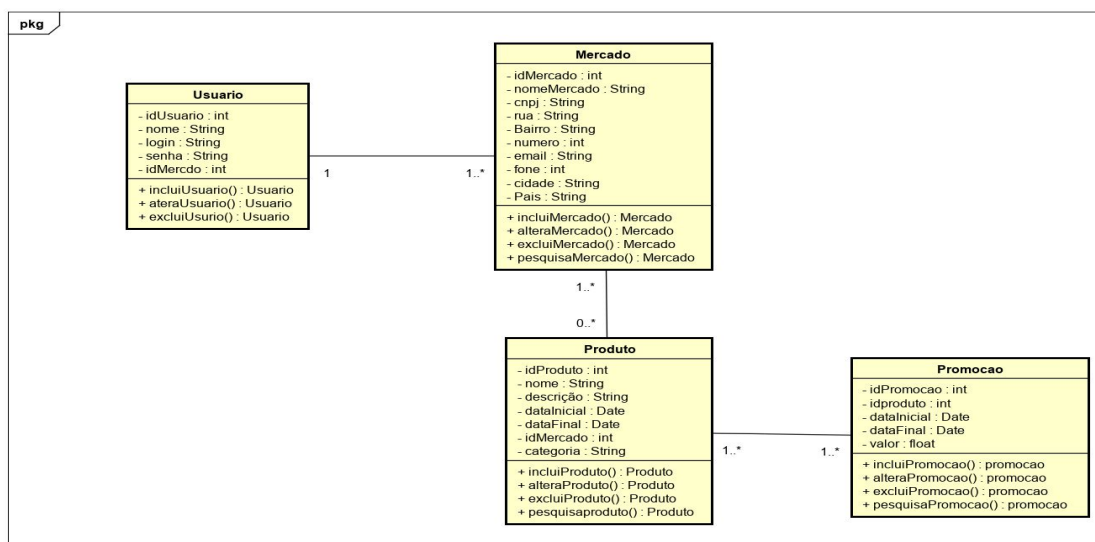 pkg
Usuario
- idUsuario : int
- nome : String
- login : String
- senha : String
- idMercdo : int
+ incluiUsuario() : Usuario
+ ateraUsuario() : Usuario
+ excluiUsurio() : Usuario
1
1..*
Mercado
- idMercado : int
- nomeMercado : String
- cnpj : String
- rua : String
- Bairro : String
- numero : int
- email : String
- fone : int
- cidade : String
- Pais : String
+ incluiMercado() : Mercado
+ alteraMercado() : Mercado
+ excluiMercado() : Mercado
+ pesquisaMercado() : Mercado
1..*
0..*
Produto
- idProduto : int
- nome : String
- descrição : String
- dataInicial : Date
- dataFinal : Date
- idMercado : int
- categoria : String
+ incluiProduto() : Produto
+ alteraProduto() : Produto
+ excluiProduto() : Produto
+ pesquisaproduto() : Produto
1..*
1..*
Promocao
- idPromocao : int
- idproduto : int
- dataInicial : Date
- dataFinal : Date
- valor : float
+ incluiPromocao() : promocao
+ alteraPromocao() : promocao
+ excluiPromocao() : promocao
+ pesquisaPromocao() : promocao